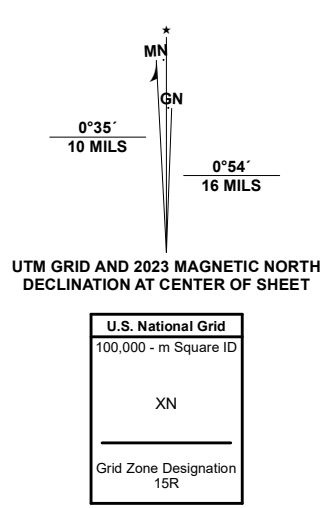 ★
MN
GN
0°35´
10 MILS
0°54´
16 MILS
UTM GRID AND 2023 MAGNETIC NORTH
DECLINATION AT CENTER OF SHEET
U.S. National Grid
100,000 - m Square ID
XN
Grid Zone Designation
15R